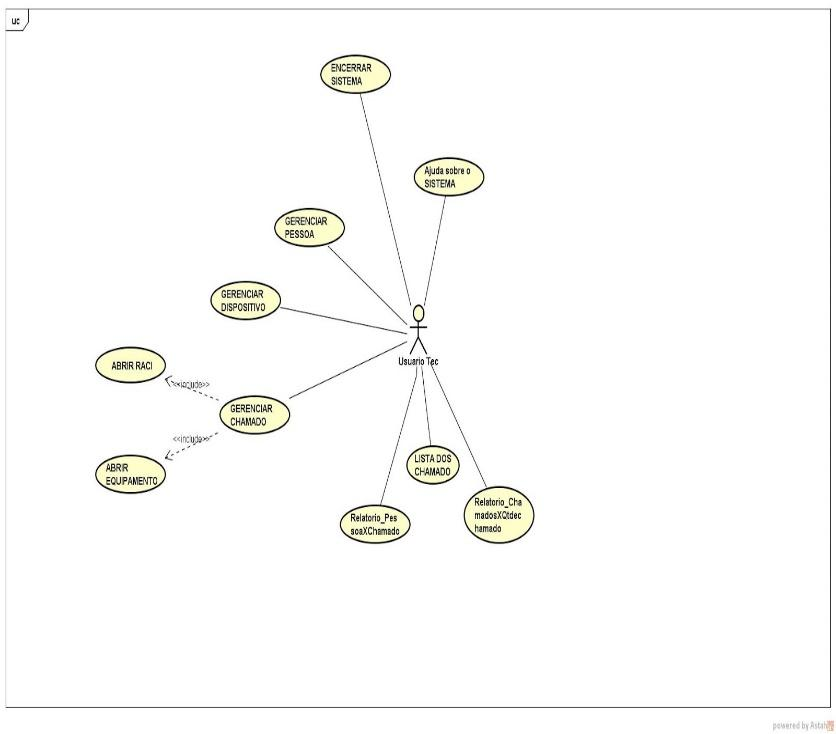 uc
ENCERRAR
SISTEMA
Ajuda sobre o
SISTEMA
GERENCIAR
PESSOA
GERENCIAR
DISPOSITIVO
Usuario Tec
ABRIR RACI
<<include>>
GERENCIAR
CHAMADO
<<include>>
ABRIR
EQUIPAMENTO
LISTA DOS
CHAMADO
Relatorio_Pes
soaXChamado
Relatorio_Cha
madosXQtdec
hamado
powered by Astah